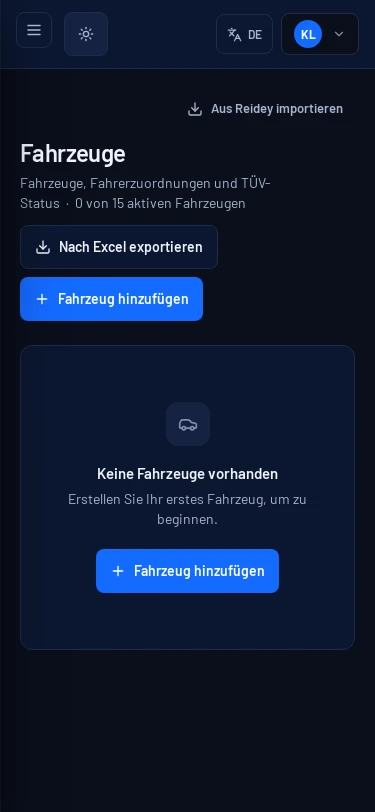 DE
KL
Aus Reidey importieren
Fahrzeuge
Fahrzeuge, Fahrerzuordnungen und TÜV-
Status · 0 von 15 aktiven Fahrzeugen
Nach Excel exportieren
Fahrzeug hinzufügen
Keine Fahrzeuge vorhanden
Erstellen Sie Ihr erstes Fahrzeug, um zu
beginnen.
Fahrzeug hinzufügen